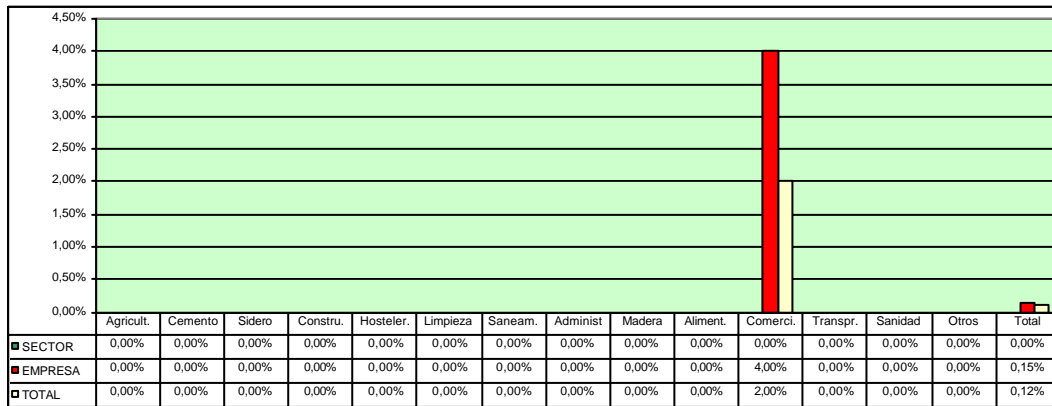 4,50%
4,00%
3,50%
3,00%
2,50%
2,00%
1,50%
1,00%
0,50%
0,00%
Agricult. Cemento Sidero Constru. Hosteler. Limpieza Saneam. Administ Madera Aliment. Comerci. Transpr. Sanidad Otros Total
SECTOR 0,00% 0,00% 0,00% 0,00% 0,00% 0,00% 0,00% 0,00% 0,00% 0,00% 0,00% 0,00% 0,00% 0,00% 0,00%
EMPRESA 0,00% 0,00% 0,00% 0,00% 0,00% 0,00% 0,00% 0,00% 0,00% 0,00% 4,00% 0,00% 0,00% 0,00% 0,15%
TOTAL 0,00% 0,00% 0,00% 0,00% 0,00% 0,00% 0,00% 0,00% 0,00% 0,00% 2,00% 0,00% 0,00% 0,00% 0,12%